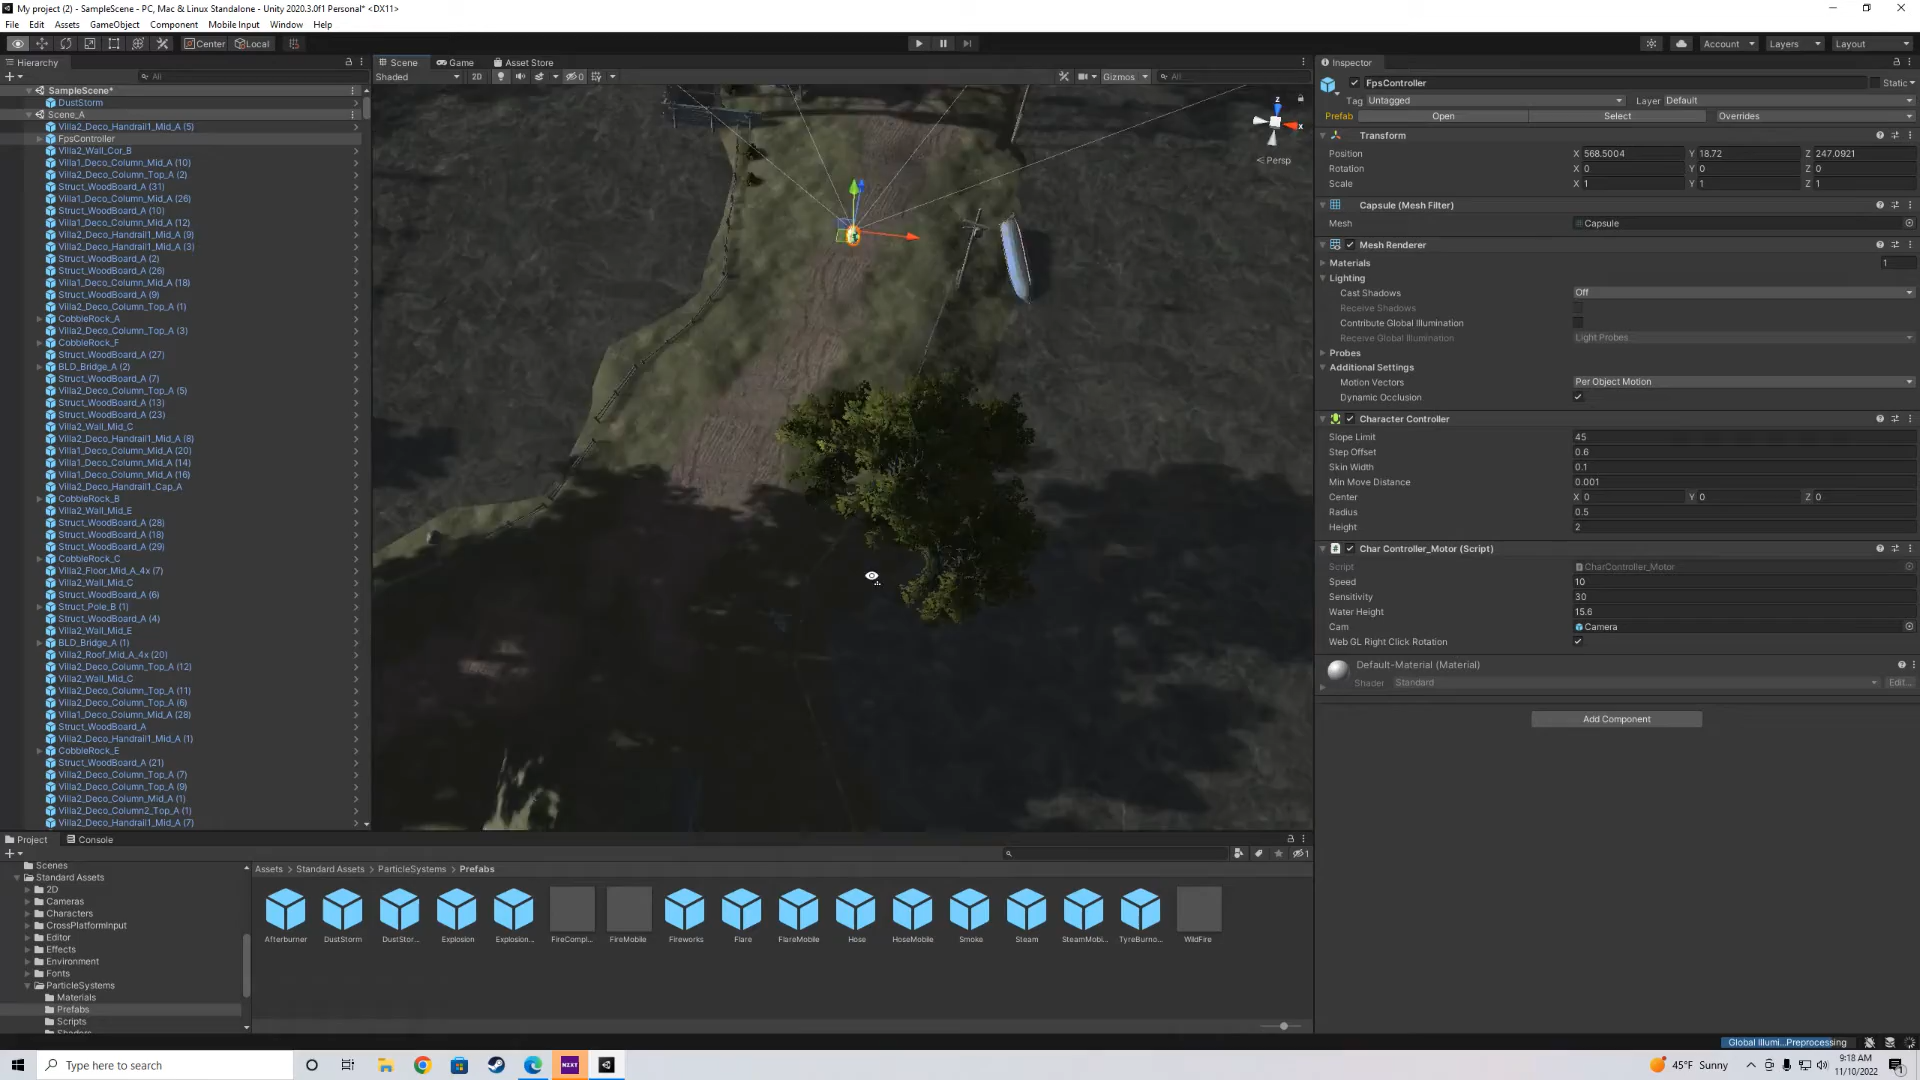 My project (2) - SampleScene - PC, Mac & Linux Standalone - Unity 2020.3.0f1 Personal* <DX11>
File Edit Assets GameObject Component Mobile Input Window Help
Center Local Account Layers Layout
Hierarchy
All
SampleScene*
DustStorm
Scene_A
Villa2_Deco_Handrail1_Mid_A (5)
FpsController
Villa2_Wall_Cor_B
Villa1_Deco_Column_Mid_A (10)
Villa2_Deco_Column_Top_A (2)
Struct_WoodBoard_A (31)
Villa1_Deco_Column_Mid_A (26)
Struct_WoodBoard_A (10)
Villa1_Deco_Column_Mid_A (12)
Villa2_Deco_Handrail1_Mid_A (9)
Villa2_Deco_Handrail1_Mid_A (3)
Struct_WoodBoard_A (2)
Struct_WoodBoard_A (26)
Villa1_Deco_Column_Mid_A (18)
Struct_WoodBoard_A (9)
Villa2_Deco_Column_Top_A (1)
CobbleRock_A
Villa2_Deco_Column_Top_A (3)
CobbleRock_F
Struct_WoodBoard_A (27)
BLD_Bridge_A (2)
Struct_WoodBoard_A (7)
Villa2_Deco_Column_Top_A (5)
Struct_WoodBoard_A (13)
Struct_WoodBoard_A (23)
Villa2_Wall_Mid_C
Villa2_Deco_Handrail1_Mid_A (8)
Villa1_Deco_Column_Mid_A (20)
Villa1_Deco_Column_Mid_A (14)
Villa1_Deco_Column_Mid_A (16)
Villa2_Deco_Handrail1_Cap_A
CobbleRock_B
Villa2_Wall_Mid_E
Struct_WoodBoard_A (28)
Struct_WoodBoard_A (18)
Struct_WoodBoard_A (29)
CobbleRock_C
Villa2_Floor_Mid_A_4x (7)
Villa2_Wall_Mid_C
Struct_WoodBoard_A (6)
Struct_Pole_B (1)
Struct_WoodBoard_A (4)
Villa2_Wall_Mid_E
BLD_Bridge_A (1)
Villa2_Roof_Mid_A_4x (20)
Villa2_Deco_Column_Top_A (12)
Villa2_Wall_Mid_C
Villa2_Deco_Column_Top_A (11)
Villa2_Deco_Column_Top_A (6)
Villa1_Deco_Column_Mid_A (28)
Struct_WoodBoard_A
Villa2_Deco_Handrail1_Mid_A (1)
CobbleRock_E
Struct_WoodBoard_A (21)
Villa2_Deco_Column_Top_A (7)
Villa2_Deco_Column_Top_A (9)
Villa2_Deco_Column_Mid_A (1)
Villa2_Deco_Column2_Top_A (1)
Villa2_Deco_Handrail1_Mid_A (7)
Scene Game Asset Store
Shaded 2D 0 Gizmos All
z
x
Persp
Inspector
FpsController Static
Tag Untagged Layer Default
Prefab Open Select Overrides
Transform
Position X 568.5004 Y 18.72 Z 247.0921
Rotation X 0 Y 0 Z 0
Scale X 1 Y 1 Z 1
Capsule (Mesh Filter)
Mesh Capsule
Mesh Renderer
Materials 1
Lighting
Cast Shadows Off
Receive Shadows
Contribute Global Illumination
Receive Global Illumination Light Probes
Probes
Additional Settings
Motion Vectors Per Object Motion
Dynamic Occlusion
Character Controller
Slope Limit 45
Step Offset 0.6
Skin Width 0.1
Min Move Distance 0.001
Center X 0 Y 0 Z 0
Radius 0.5
Height 2
Char Controller_Motor (Script)
Script CharController_Motor
Speed 10
Sensitivity 30
Water Height 15.6
Cam Camera
Web GL Right Click Rotation
Default-Material (Material)
Shader Standard Edit...
Add Component
Project Console
1
Scenes
Standard Assets
2D
Cameras
Characters
CrossPlatformInput
Editor
Effects
Environment
Fonts
ParticleSystems
Materials
Prefabs
Scripts
Assets > Standard Assets > ParticleSystems > Prefabs
Afterburner DustStorm DustStor... Explosion Explosion... FireCompl... FireMobile Fireworks Flare FlareMobile Hose HoseMobile Smoke Steam SteamMobi... TyreBurno... WildFire
Global Illumi...Preprocessing
Type here to search
NZXT
45°F Sunny
9:18 AM
11/10/2022